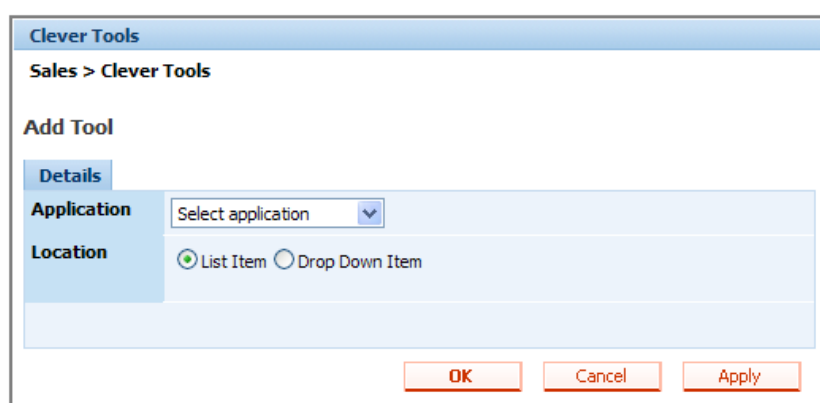 Clever Tools
Sales > Clever Tools
Add Tool
Details
Application Select application
Location List Item Drop Down Item
OK Cancel Apply